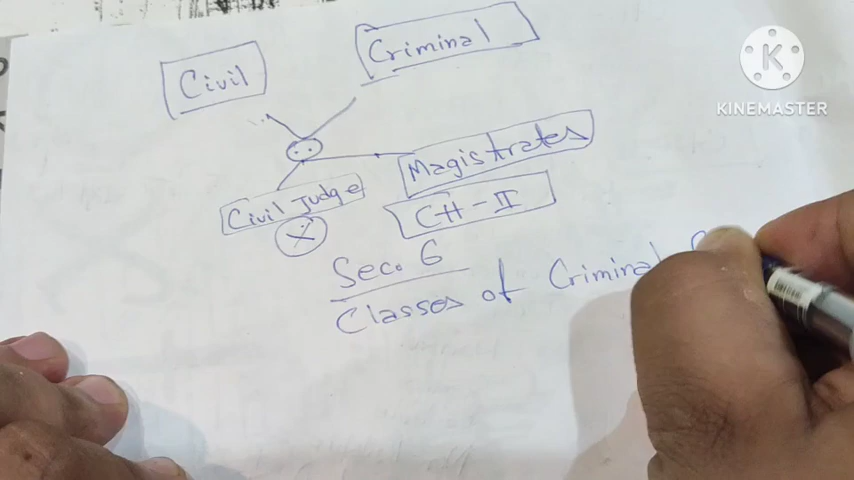 Civil
Criminal
K
KINEMASTER
Magistrates
Civil Judge
CH-II
Sec. 6
Classes of Criminal